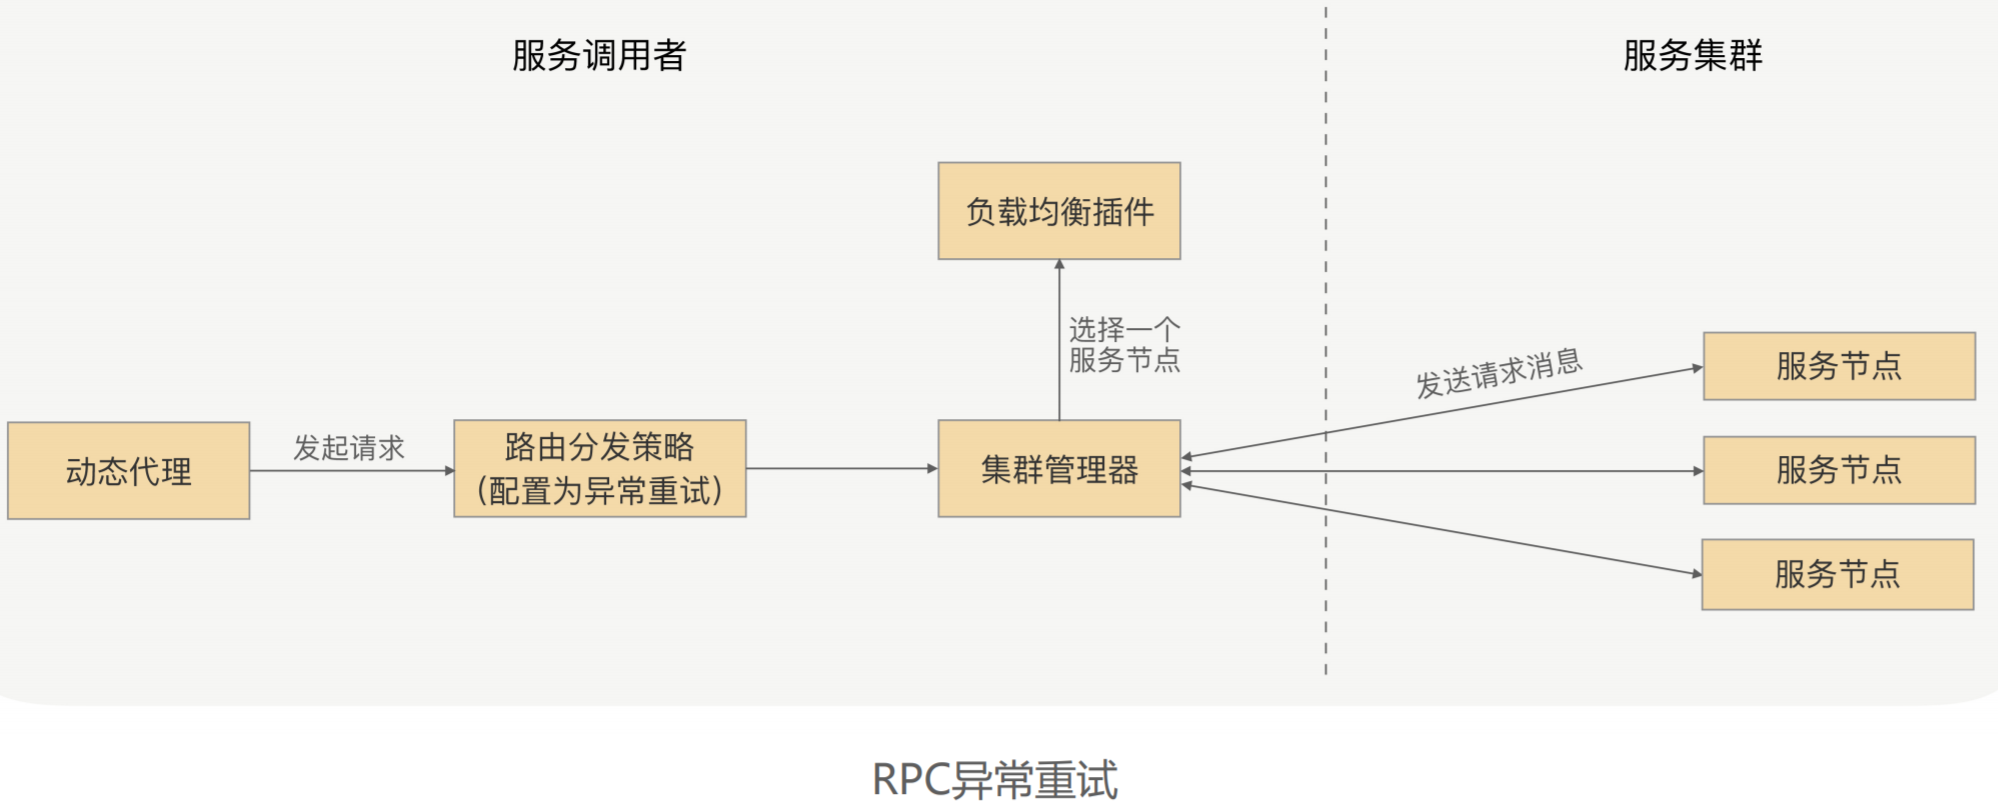 服务调用者
服务集群
负载均衡插件
选择一个
服务节点
发送请求消息
服务节点
动态代理
发起请求
路由分发策略
(配置为异常重试)
集群管理器
服务节点
服务节点
RPC异常重试